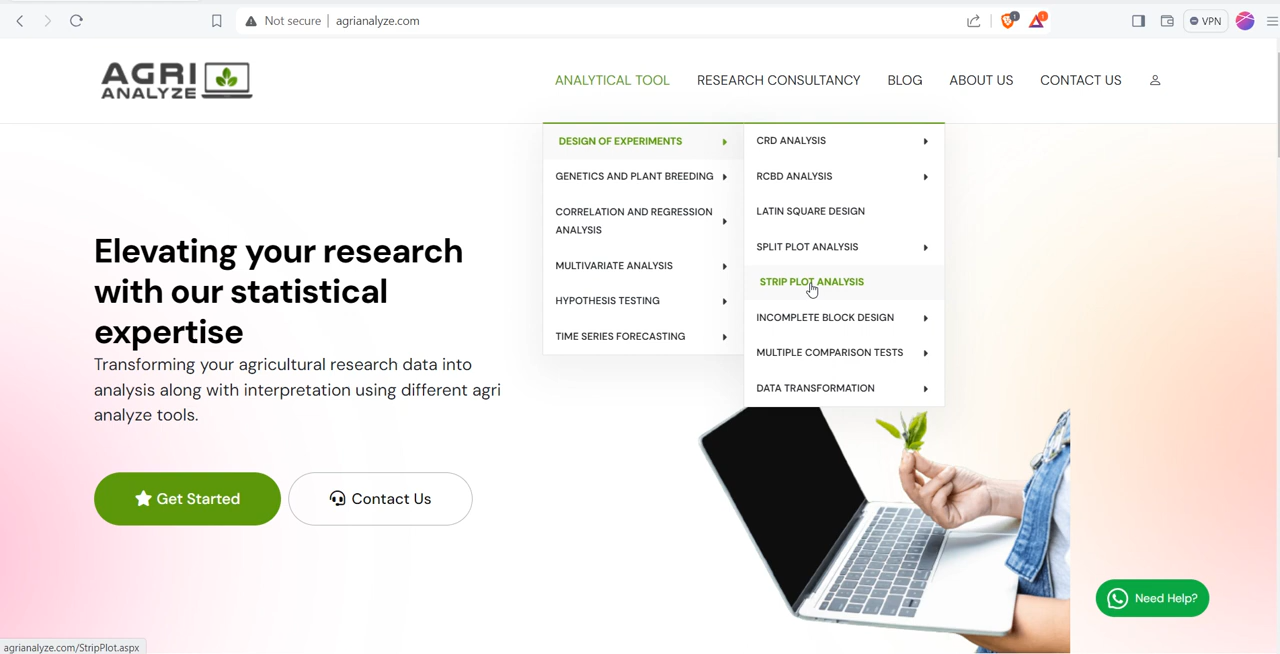 Not secure
agrianalyze.com
1
1
VPN
AGRI
ANALYZE
ANALYTICAL TOOL
RESEARCH CONSULTANCY
BLOG
ABOUT US
CONTACT US
DESIGN OF EXPERIMENTS
GENETICS AND PLANT BREEDING
CORRELATION AND REGRESSION
ANALYSIS
MULTIVARIATE ANALYSIS
HYPOTHESIS TESTING
TIME SERIES FORECASTING
CRD ANALYSIS
RCBD ANALYSIS
LATIN SQUARE DESIGN
SPLIT PLOT ANALYSIS
STRIP PLOT ANALYSIS
INCOMPLETE BLOCK DESIGN
MULTIPLE COMPARISON TESTS
DATA TRANSFORMATION
Elevating your research
with our statistical
expertise
Transforming your agricultural research data into
analysis along with interpretation using different agri
analyze tools.
Get Started
Contact Us
Need Help?
agrianalyze.com/StripPlot.aspx